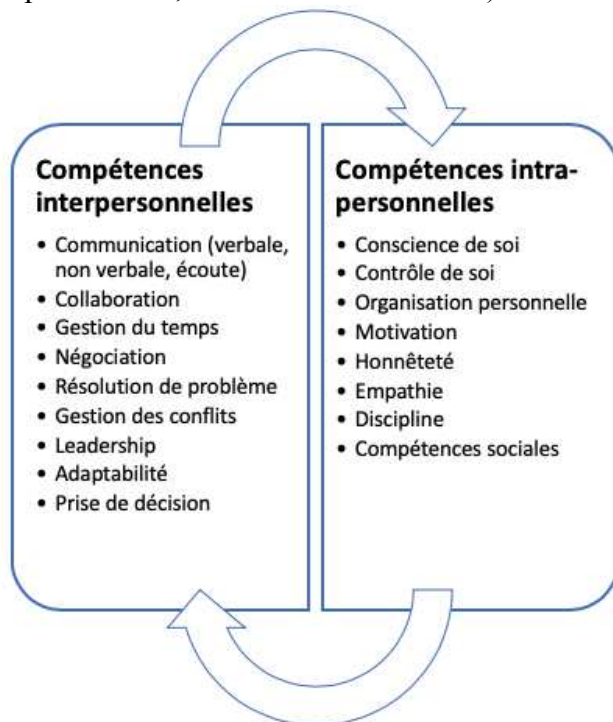 Compétences
interpersonnelles
• Communication (verbale,
non verbale, écoute)
• Collaboration
• Gestion du temps
• Négociation
• Résolution de problème
• Gestion des conflits
• Leadership
• Adaptabilité
• Prise de décision
Compétences intra-
personnelles
• Conscience de soi
• Contrôle de soi
• Organisation personnelle
• Motivation
• Honnêteté
• Empathie
• Discipline
• Compétences sociales